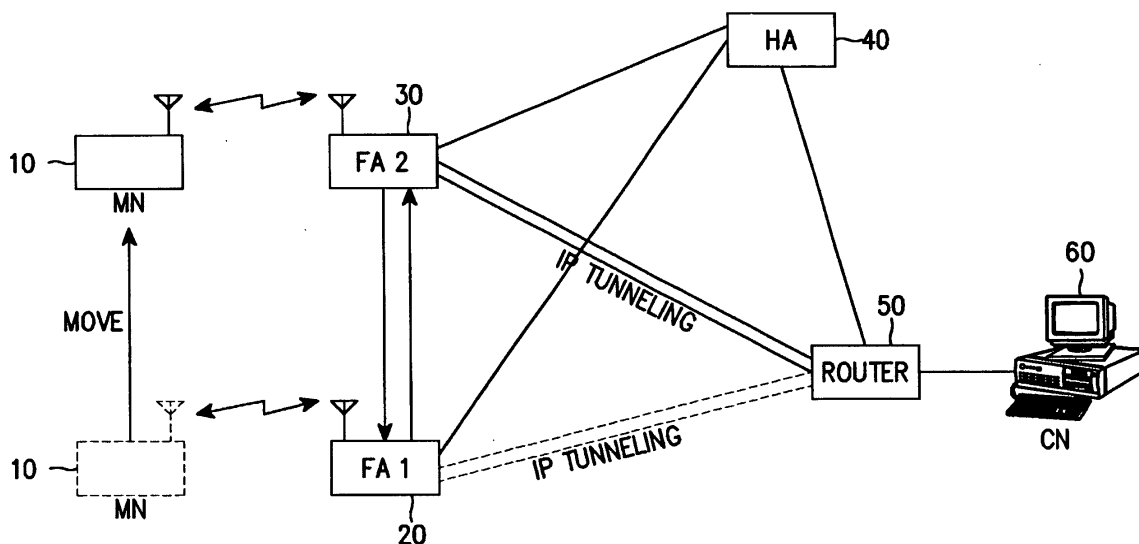 HA
40
30
10
FA 2
MN
IP TUNNELING
60
MOVE
50
ROUTER
CN
10
FA 1
IP TUNNELING
MN
20